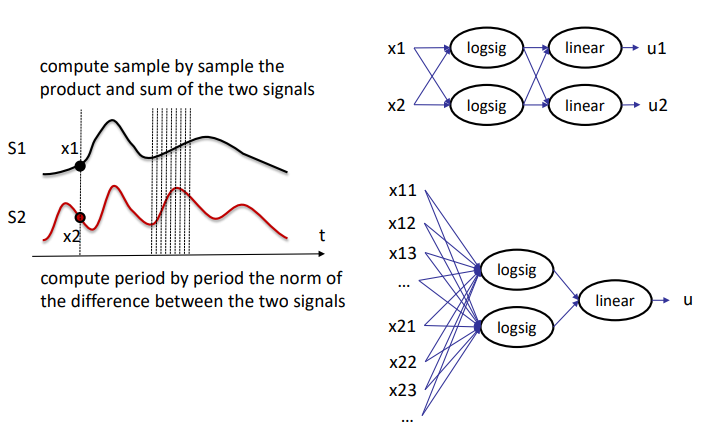 compute sample by sample the
product and sum of the two signals
S1
x1
S2
x2
t
compute period by period the norm of
the difference between the two signals
x1
logsig
linear
u1
x2
logsig
linear
u2
x11
x12
x13
...
x21
x22
x23
...
logsig
logsig
linear
u